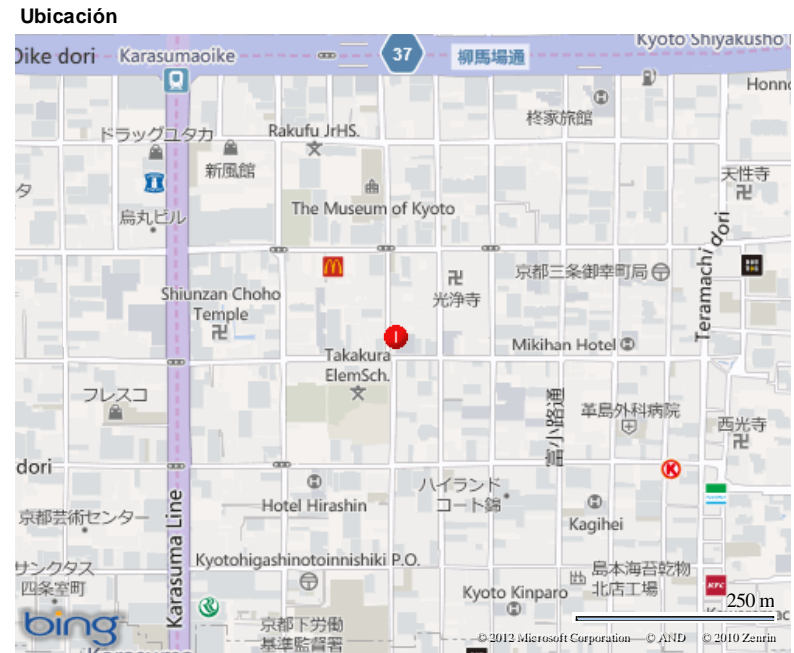 Ubicación
Oike dori
Karasumaoike
37
柳馬場通
Kyoto Shiyakusho
ドラッグユタカ
Rakufu JrHS.
柊家旅館
新風館
天性寺
タ
烏丸ビル
The Museum of Kyoto
Teramachi dori
京都三条御幸町局
光浄寺
Shiunzan Choho
Temple
I
Mikihan Hotel
Takakura
ElemSch.
フレスコ
富小路通
革島外科病院
西光寺
dori
K
Karasuma Line
Hotel Hirashin
ハイランド
コート錦
京都芸術センター
Kagihei
Kyotohigashinotoinnishiki P.O.
サンクタス
四条室町
島本海苔乾物
北店工場
Kyoto Kinparo
KFC
250 m
bing
京都下労働
基準監督署
© 2012 Microsoft Corporation © AND © 2010 Zenrin